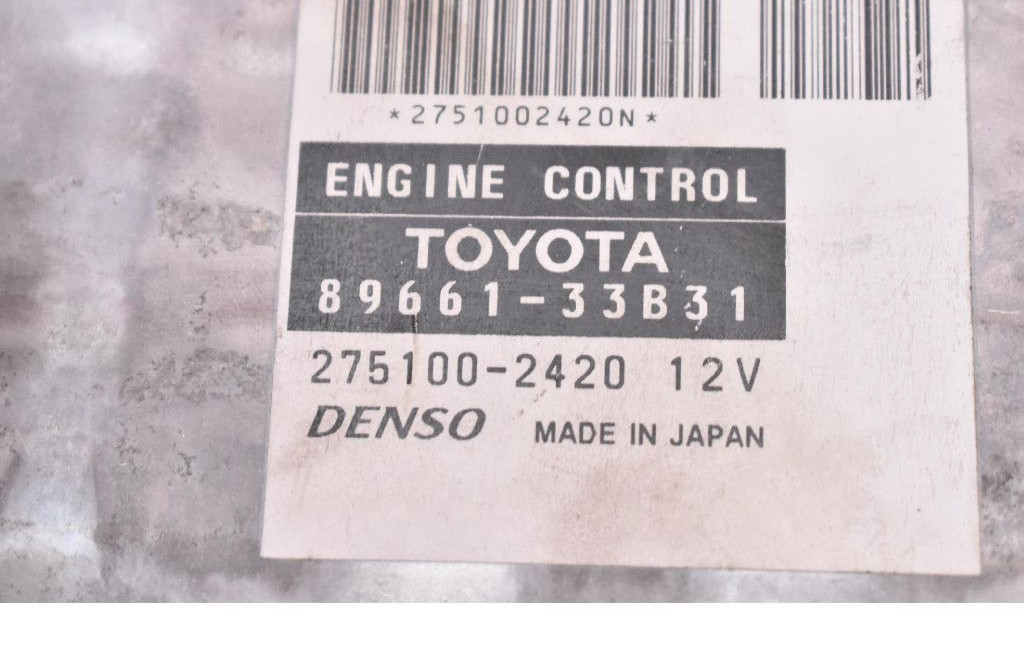 *2751002420N*
ENGINE CONTROL
TOYOTA
89661-33B31
275100-2420 12V
DENSO MADE IN JAPAN